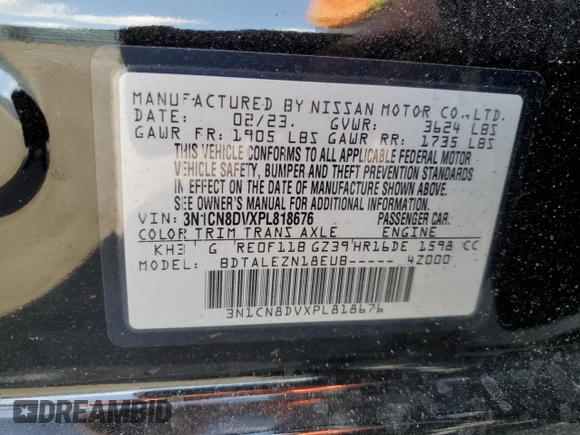 MANUFACTURED BY NISSAN MOTOR CO., LTD.
DATE: 02/23. GVWR: 3624 LBS
GAWR FR: 1905 LBS GAWR RR: 1735 LBS
THIS VEHICLE CONFORMS TO ALL APPLICABLE FEDERAL MOTOR
VEHICLE SAFETY, BUMPER AND THEFT PREVENTION STANDARDS
IN EFFECT ON THE DATE OF MANUFACTURE SHOWN ABOVE.
SEE OWNER'S MANUAL FOR ADDITIONAL INFORMATION.
VIN: 3N1CN8DVXPL818676 PASSENGER CAR
COLOR TRIM TRANS AXLE ENGINE
KH3 G RE0F11B GZ39 HR16DE 1598 CC
MODEL: BDTALEZN18EUB----- 4Z000
3N1CN8DVXPL818676
DREAMBID